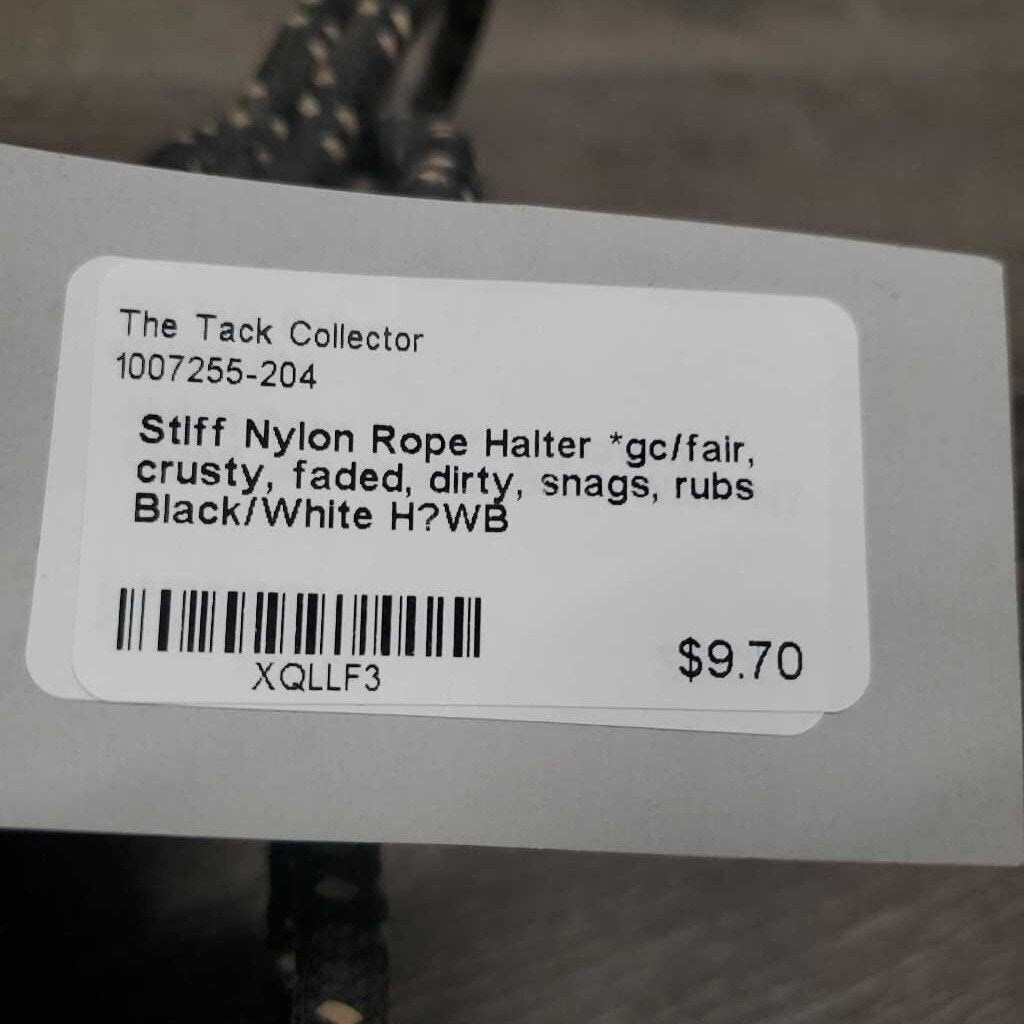 The Tack Collector
1007255-204
Stiff Nylon Rope Halter *gc/fair,
crusty, faded, dirty, snags, rubs
Black/White H?WB
XQLLF3
$9.70